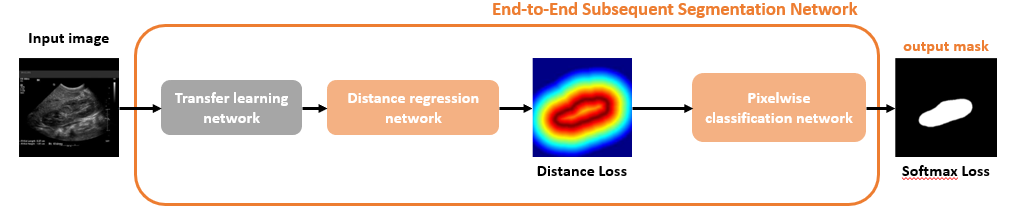 End-to-End Subsequent Segmentation Network
Input image
output mask
Transfer learning
network
Distance regression
network
Pixelwise
classification network
Distance Loss
Softmax Loss